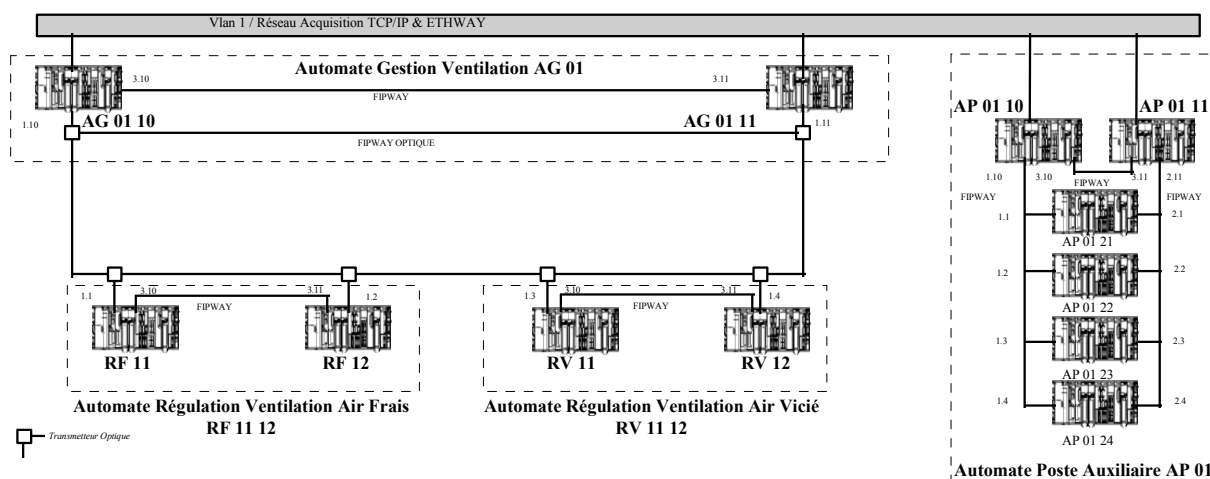 Vlan 1 / Réseau Acquisition TCP/IP & ETHWAY
Automate Gestion Ventilation AG 01
3.10
3.11
FIPWAY
1.10
AG 01 10
AG 01 11
1.11
FIPWAY OPTIQUE
1.1
3.10
3.11
1.2
FIPWAY
RF 11
RF 12
Automate Régulation Ventilation Air Frais
RF 11 12
1.3
3.10
3.11
1.4
FIPWAY
RV 11
RV 12
Automate Régulation Ventilation Air Vicié
RV 11 12
Transmetteur Optique
AP 01 10
AP 01 11
1.10
3.10
3.11
2.11
FIPWAY
FIPWAY
FIPWAY
1.1
2.1
AP 01 21
1.2
2.2
AP 01 22
1.3
2.3
AP 01 23
1.4
2.4
AP 01 24
Automate Poste Auxiliaire AP 01